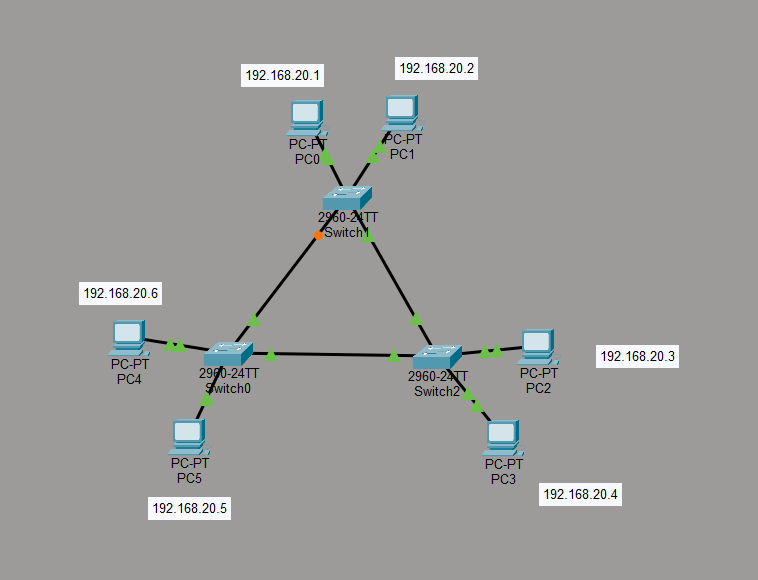 192.168.20.1
192.168.20.2
PC-PT
PC0
PC-PT
PC1
2960-24TT
Switch1
192.168.20.6
PC-PT
PC4
2960-24TT
Switch0
2960-24TT
Switch2
PC-PT
PC2
192.168.20.3
PC-PT
PC5
PC-PT
PC3
192.168.20.5
192.168.20.4